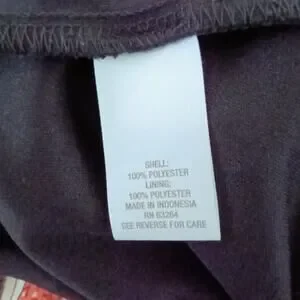 SHELL:
100% POLYESTER
LINING:
100% POLYESTER
MADE IN INDONESIA
RN 63264
SEE REVERSE FOR CARE